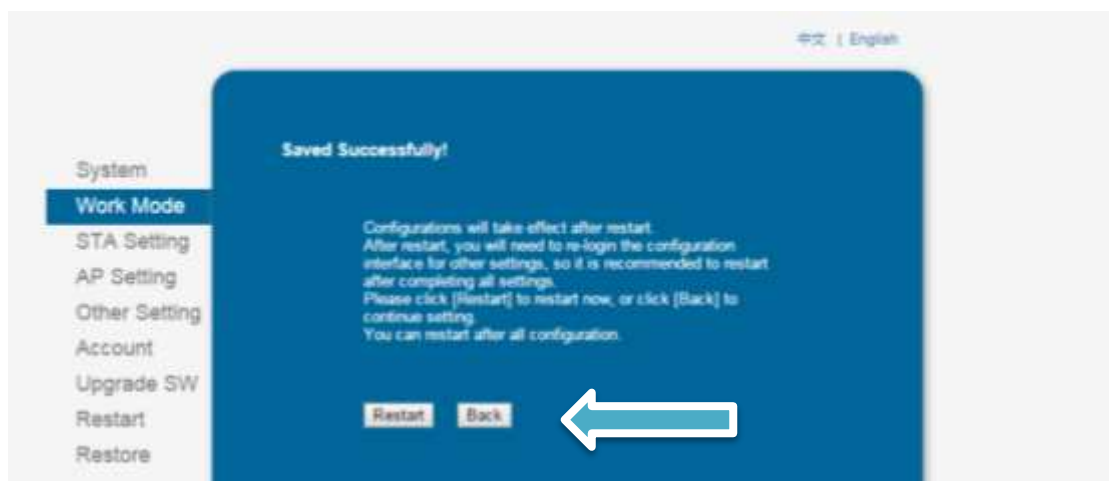 中文 | English
Saved Successfully!
System
Work Mode
STA Setting
AP Setting
Other Setting
Account
Upgrade SW
Restart
Restore
Configurations will take effect after restart.
After restart, you will need to re-login the configuration
interface for other settings, so it is recommended to restart
after completing all settings.
Please click [Restart] to restart now, or click [Back] to
continue setting.
You can restart after all configuration.
Restart Back